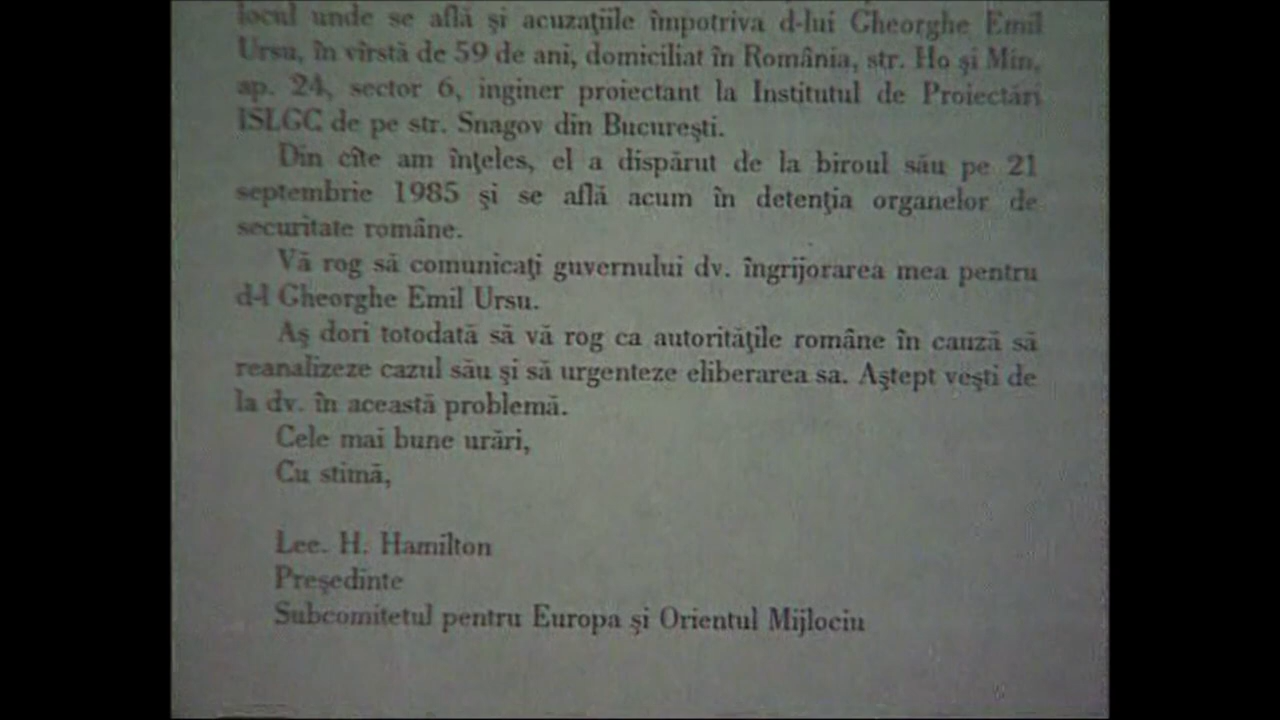 locul unde se află şi acuzaţiile împotriva d-lui Gheorghe Emil
Ursu, în vîrstă de 59 de ani, domiciliat în România, str. Ho şi Min,
ap. 24, sector 6, inginer proiectant la Institutul de Proiectări
ISLGC de pe str. Snagov din Bucureşti.
Din cîte am înţeles, el a dispărut de la biroul său pe 21
septembrie 1985 şi se află acum în detenţia organelor de
securitate române.
Vă rog să comunicaţi guvernului dv. îngrijorarea mea pentru
d-l Gheorghe Emil Ursu.
Aş dori totodată să vă rog ca autorităţile române în cauză să
reanalizeze cazul său şi să urgenteze eliberarea sa. Aştept veşti de
la dv. în această problemă.
Cele mai bune urări,
Cu stimă,
Lee. H. Hamilton
Preşedinte
Subcomitetul pentru Europa şi Orientul Mijlociu